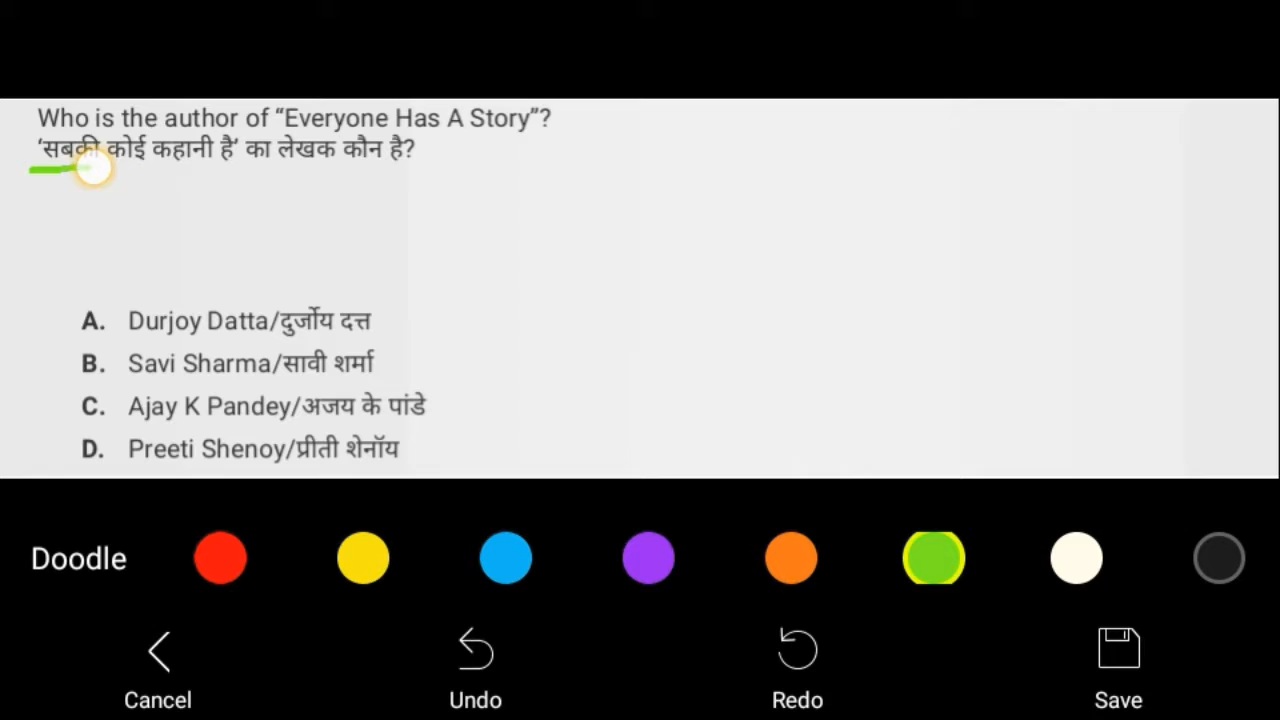 Who is the author of “Everyone Has A Story”?
‘सबकी कोई कहानी है’ का लेखक कौन है?
A. Durjoy Datta/दुर्जोय दत्त
B. Savi Sharma/सावी शर्मा
C. Ajay K Pandey/अजय के पांडे
D. Preeti Shenoy/प्रीती शेनॉय
Doodle
Cancel Undo Redo Save